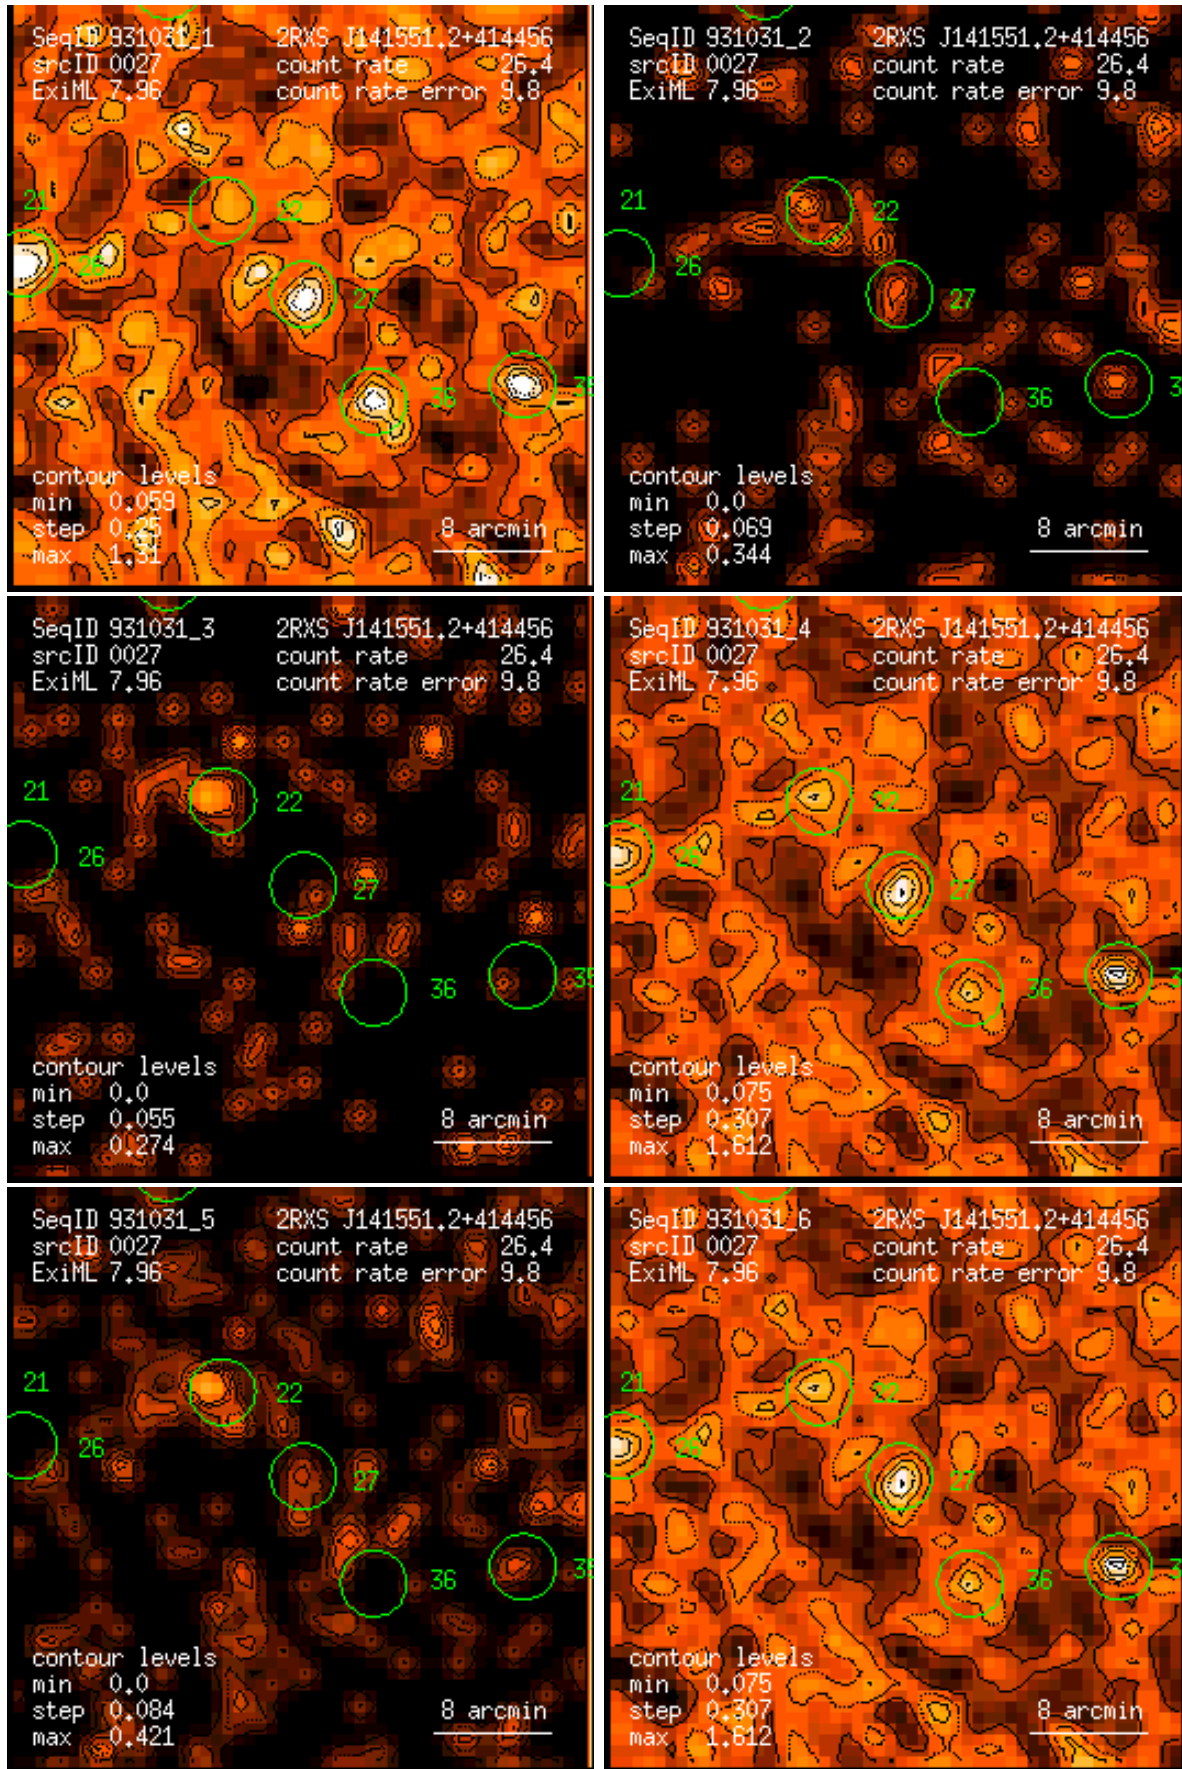 SeqID 931031_1 2RXS J141551.2+414456
srcID 0027 count rate 26.4
ExiML 7.96 count rate error 9.8
21
22
26
27
36
35
contour levels
min 0.059
step 0.25
max 1.31
8 arcmin
SeqID 931031_2 2RXS J141551.2+414456
srcID 0027 count rate 26.4
ExiML 7.96 count rate error 9.8
21
22
26
27
36
3
contour levels
min 0.0
step 0.069
max 0.344
8 arcmin
SeqID 931031_3 2RXS J141551.2+414456
srcID 0027 count rate 26.4
ExiML 7.96 count rate error 9.8
21
22
26
27
36
35
contour levels
min 0.0
step 0.055
max 0.274
8 arcmin
SeqID 931031_4 2RXS J141551.2+414456
srcID 0027 count rate 26.4
ExiML 7.96 count rate error 9.8
21
22
26
27
36
3
contour levels
min 0.075
step 0.307
max 1.612
8 arcmin
SeqID 931031_5 2RXS J141551.2+414456
srcID 0027 count rate 26.4
ExiML 7.96 count rate error 9.8
21
22
26
27
36
35
contour levels
min 0.0
step 0.084
max 0.421
8 arcmin
SeqID 931031_6 2RXS J141551.2+414456
srcID 0027 count rate 26.4
ExiML 7.96 count rate error 9.8
21
22
26
27
36
3
contour levels
min 0.075
step 0.307
max 1.612
8 arcmin